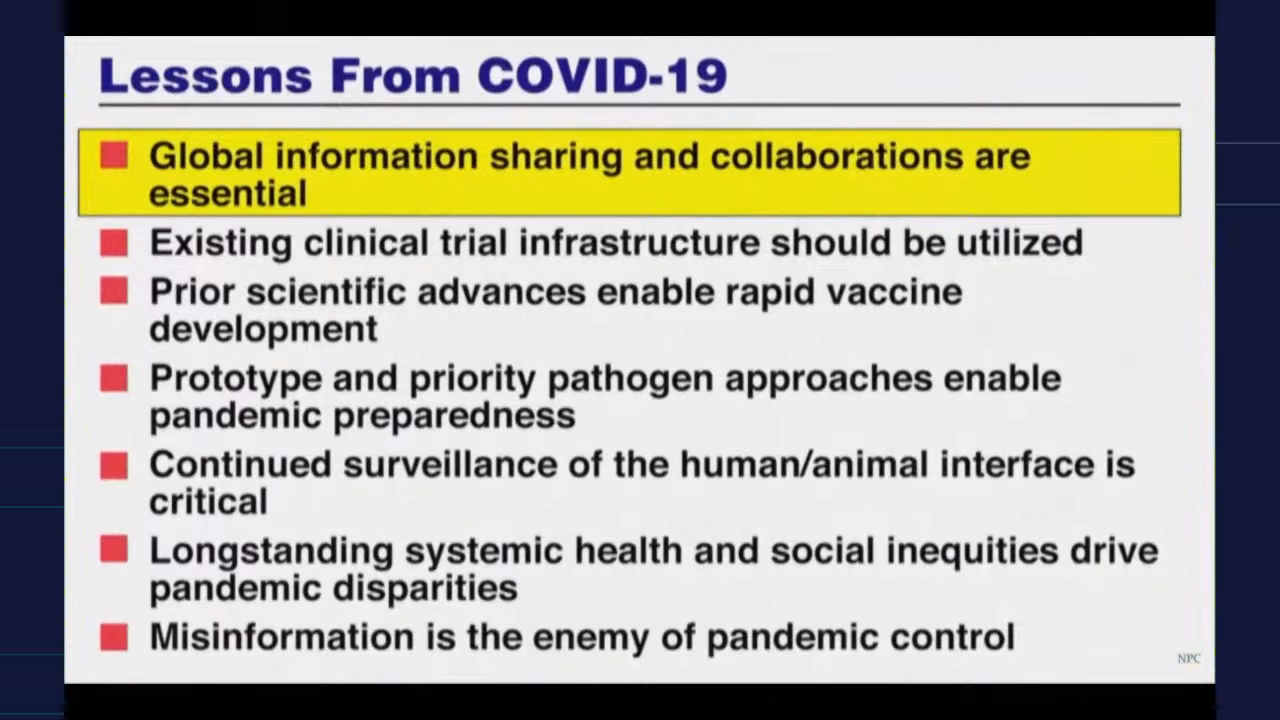 Lessons From COVID-19
Global information sharing and collaborations are
essential
Existing clinical trial infrastructure should be utilized
Prior scientific advances enable rapid vaccine
development
Prototype and priority pathogen approaches enable
pandemic preparedness
Continued surveillance of the human/animal interface is
critical
Longstanding systemic health and social inequities drive
pandemic disparities
Misinformation is the enemy of pandemic control
NPC